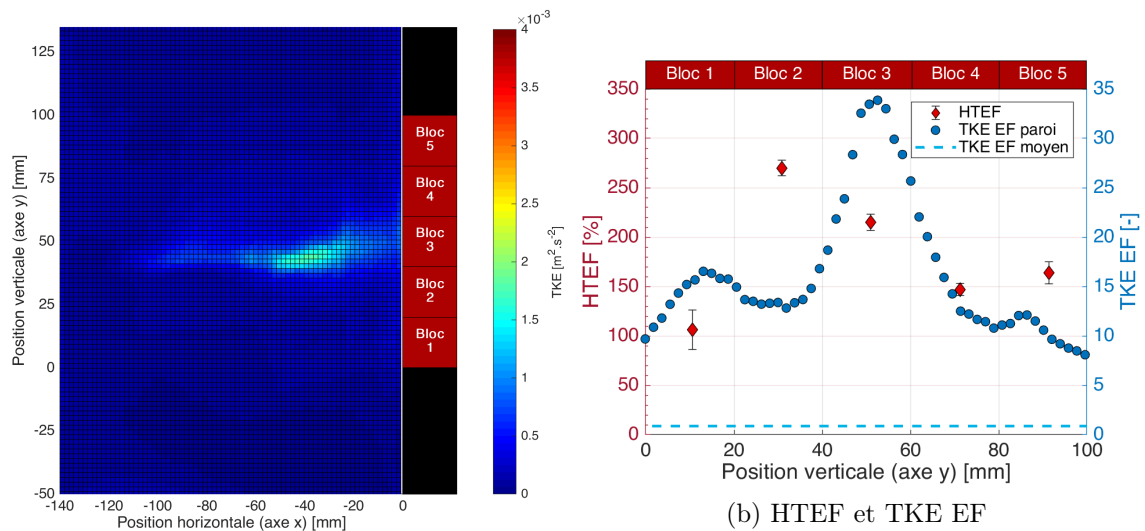 ×10⁻³
125
100
75
50
25
0
-25
-50
Position verticale (axe y) [mm]
-140
-120
-100
-80
-60
-40
-20
0
Position horizontale (axe x) [mm]
Bloc
5
Bloc
4
Bloc
3
Bloc
2
Bloc
1
4
3.5
3
2.5
2
1.5
1
0.5
0
TKE [m².s⁻²]
Bloc 1
Bloc 2
Bloc 3
Bloc 4
Bloc 5
350
300
250
200
150
100
50
0
HTEF [%]
HTEF
TKE EF paroi
TKE EF moyen
35
30
25
20
15
10
5
0
TKE EF [-]
0
20
40
60
80
100
Position verticale (axe y) [mm]
(b) HTEF et TKE EF